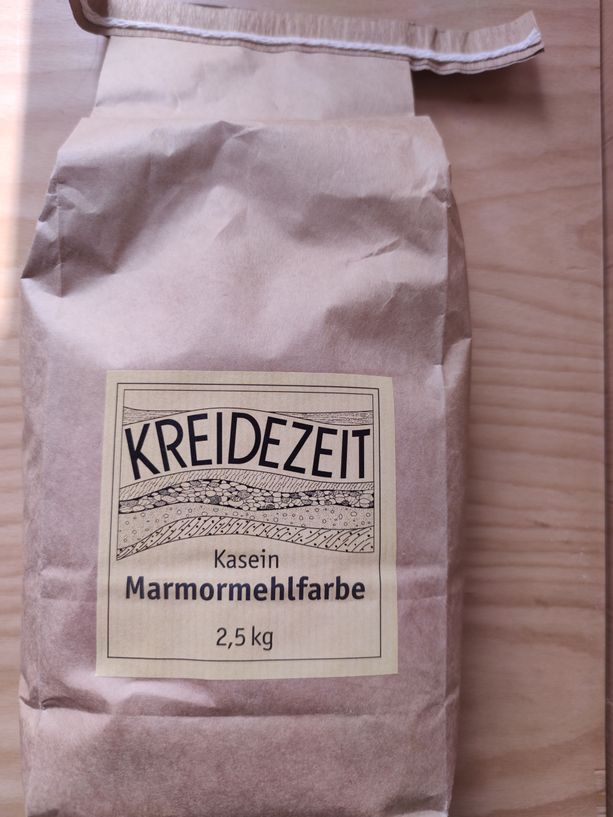 KREIDEZEIT
Kasein
Marmormehlfarbe
2,5 kg